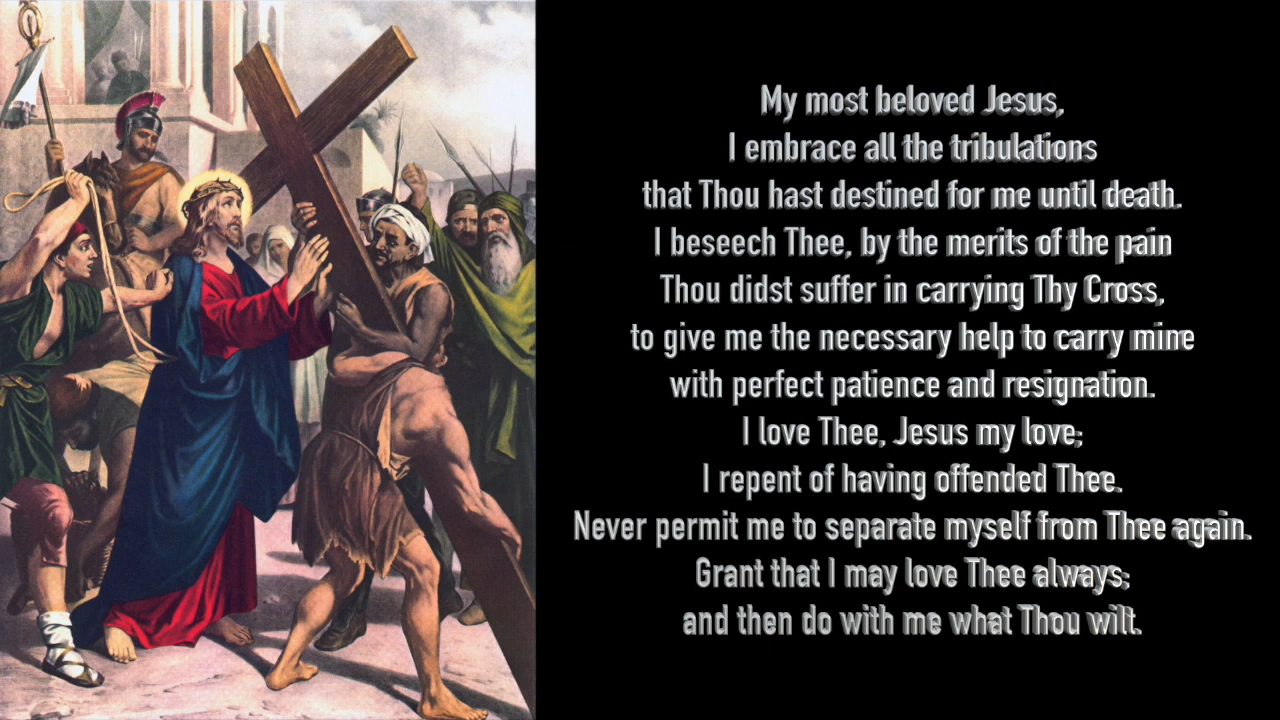 My most beloved Jesus,
I embrace all the tribulations
that Thou hast destined for me until death.
I beseech Thee, by the merits of the pain
Thou didst suffer in carrying Thy Cross,
to give me the necessary help to carry mine
with perfect patience and resignation.
I love Thee, Jesus my love;
I repent of having offended Thee.
Never permit me to separate myself from Thee again.
Grant that I may love Thee always;
and then do with me what Thou wilt.